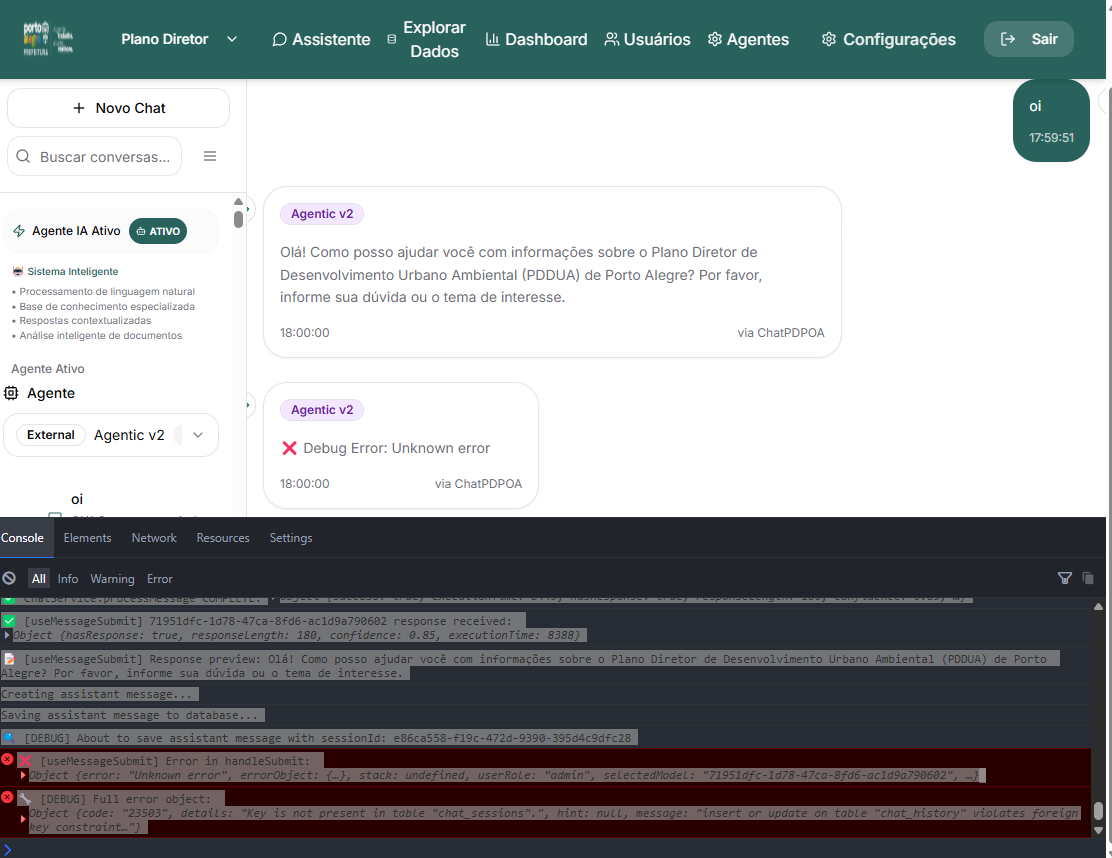 porto
PREFEITURA
Plano Diretor
Assistente
Explorar
Dados
Dashboard
Usuários
Agentes
Configurações
Sair
+ Novo Chat
Buscar conversas...
oi
17:59:51
Agente IA Ativo
ATIVO
Sistema Inteligente
• Processamento de linguagem natural
• Base de conhecimento especializada
• Respostas contextualizadas
• Análise inteligente de documentos
Agente Ativo
Agente
External Agentic v2
oi
Agentic v2
Olá! Como posso ajudar você com informações sobre o Plano Diretor de
Desenvolvimento Urbano Ambiental (PDDUA) de Porto Alegre? Por favor,
informe sua dúvida ou o tema de interesse.
18:00:00 via ChatPDPOA
Agentic v2
❌ Debug Error: Unknown error
18:00:00 via ChatPDPOA
Console Elements Network Resources Settings
All Info Warning Error
✅ [useMessageSubmit] 71951dfc-1d78-47ca-8fd6-ac1d9a790602 response received:
Object {hasResponse: true, responseLength: 180, confidence: 0.85, executionTime: 8388}
📝 [useMessageSubmit] Response preview: Olá! Como posso ajudar você com informações sobre o Plano Diretor de Desenvolvimento Urbano Ambiental (PDDUA) de Porto
Alegre? Por favor, informe sua dúvida ou o tema de interesse.
Creating assistant message...
Saving assistant message to database...
🔍 [DEBUG] About to save assistant message with sessionId: e86ca558-f19c-472d-9390-395d4c9dfc28
❌ [useMessageSubmit] Error in handleSubmit:
Object {error: "Unknown error", errorObject: {…}, stack: undefined, userRole: "admin", selectedModel: "71951dfc-1d78-47ca-8fd6-ac1d9a790602", …}
🔧 [DEBUG] Full error object:
Object {code: "23503", details: "Key is not present in table "chat_sessions".", hint: null, message: "insert or update on table "chat_history" violates foreign
key constraint…"}